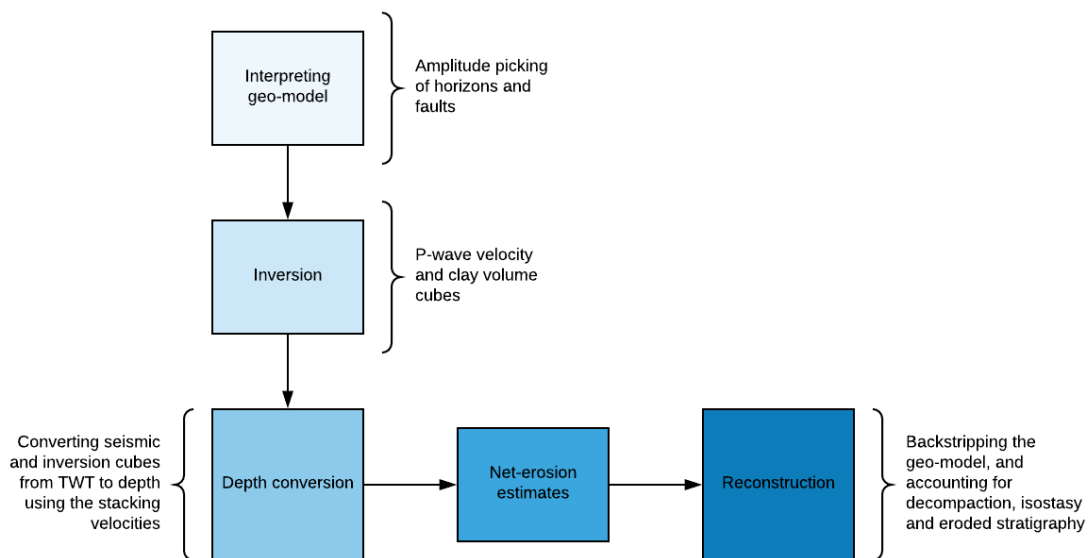 Interpreting
geo-model
Amplitude picking
of horizons and
faults
Inversion
P-wave velocity
and clay volume
cubes
Converting seismic
and inversion cubes
from TWT to depth
using the stacking
velocities
Depth conversion
Net-erosion
estimates
Reconstruction
Backstripping the
geo-model, and
accounting for
decompaction, isostasy
and eroded stratigraphy